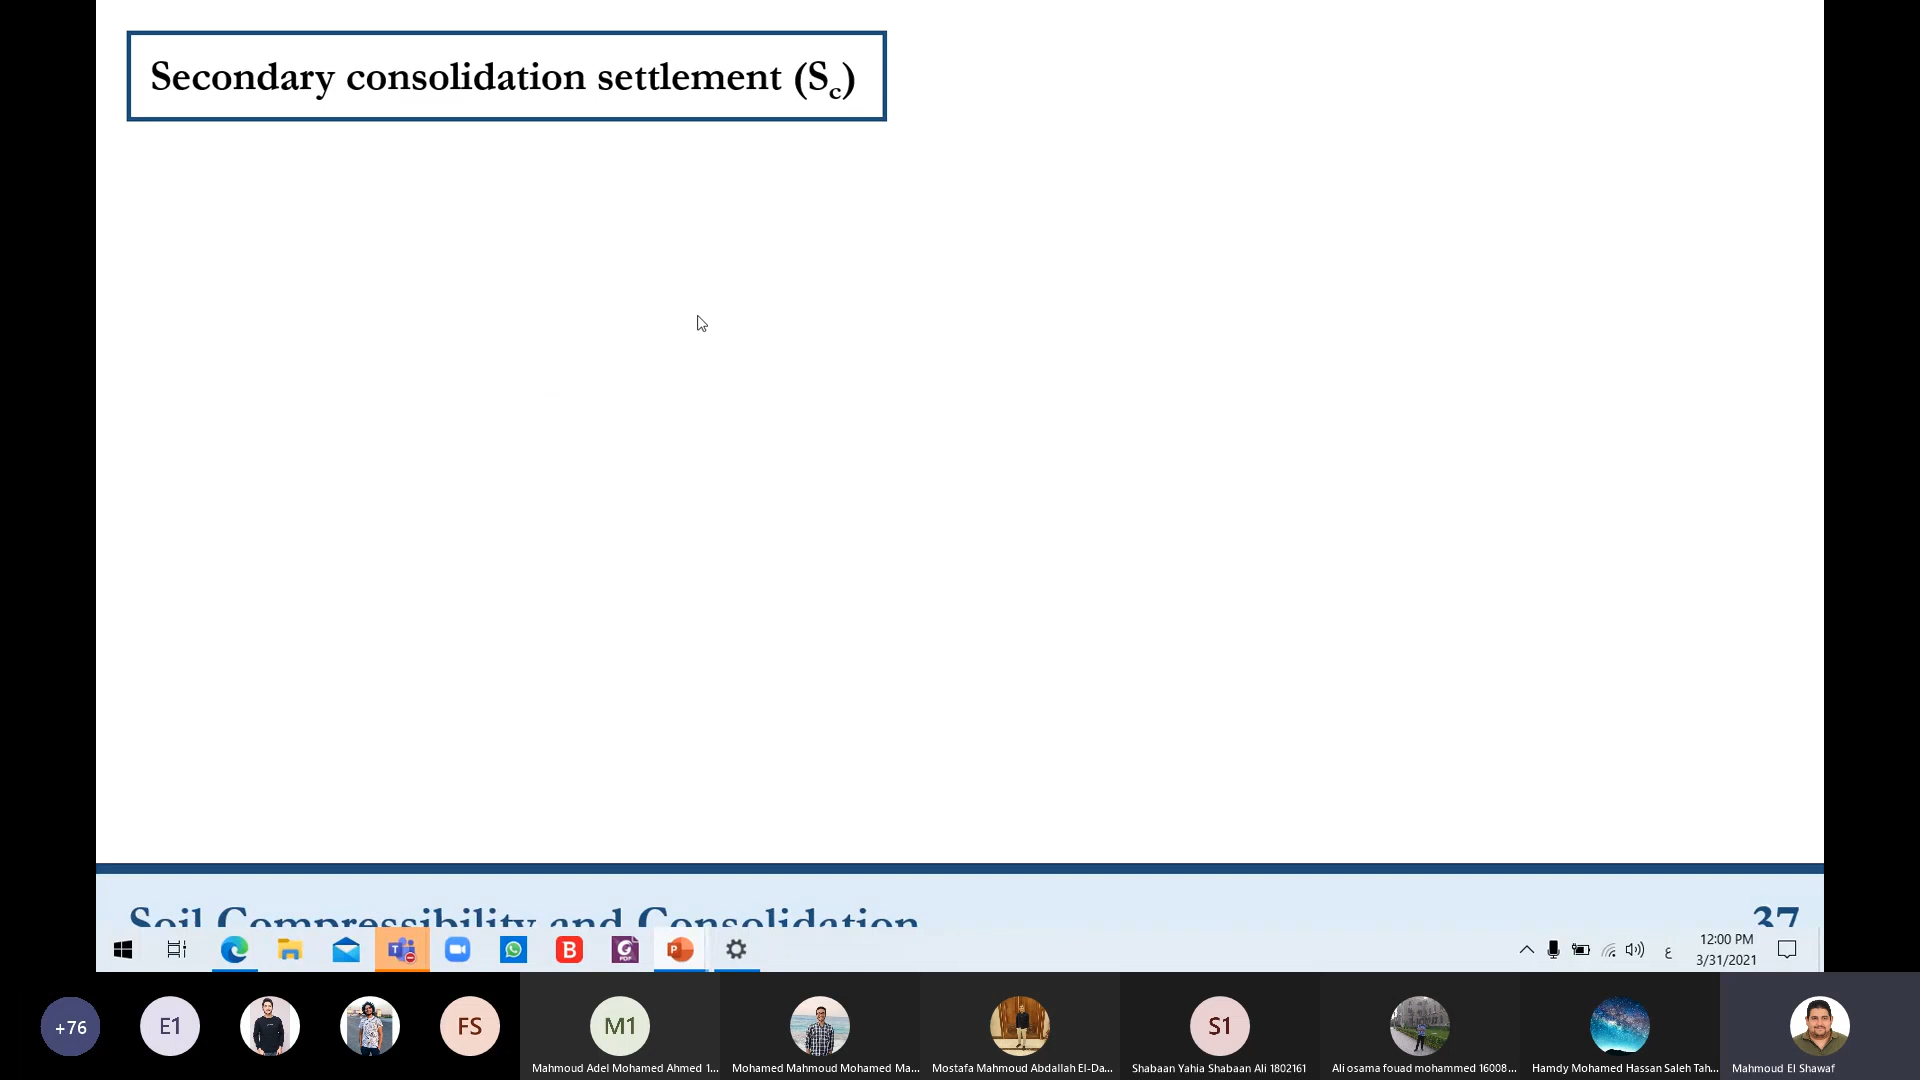 Secondary consolidation settlement (Sc)
Soil Compressibility and Consolidation
37
T
B
PDF
P
ع
12:00 PM
3/31/2021
+76
E1
FS
M1
S1
Mahmoud Adel Mohamed Ahmed 1...
Mohamed Mahmoud Mohamed Ma...
Mostafa Mahmoud Abdallah El-Da...
Shabaan Yahia Shabaan Ali 1802161
Ali osama fouad mohammed 16008...
Hamdy Mohamed Hassan Saleh Tah...
Mahmoud El Shawaf